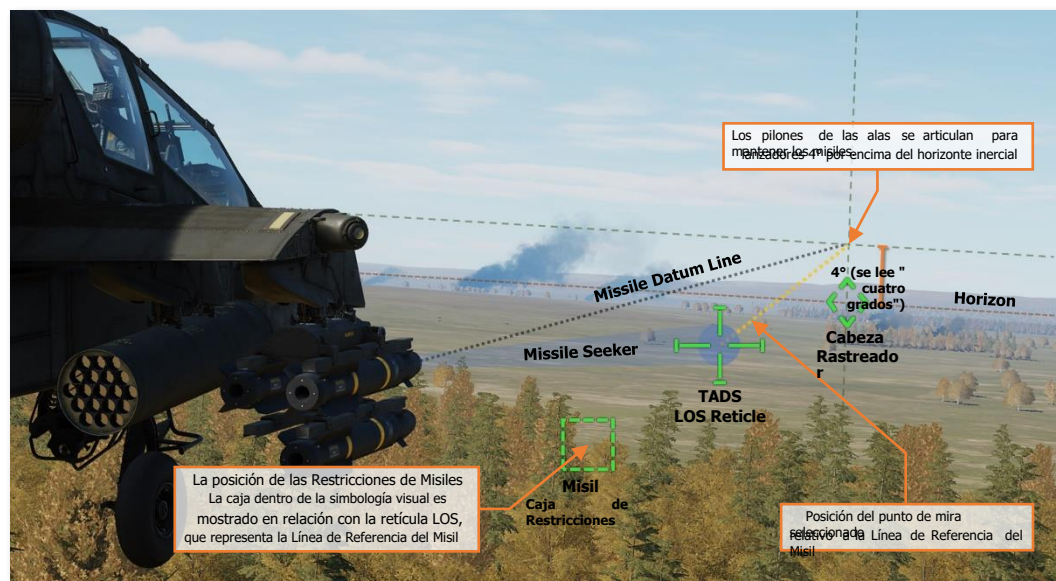 Los pilones de las alas se articulan para
mantener los misiles
lanzadores 4° por encima del horizonte inercial
Missile Datum Line
4° (se lee "
cuatro
grados")
Horizon
Missile Seeker
Cabeza
Rastreado
r
TADS
LOS Reticle
La posición de las Restricciones de Misiles
La caja dentro de la simbología visual es
mostrado en relación con la retícula LOS,
que representa la Línea de Referencia del Misil
Misil
Caja de
Restricciones
Posición del punto de mira
seleccionado
relativo a la Línea de Referencia del
Misil